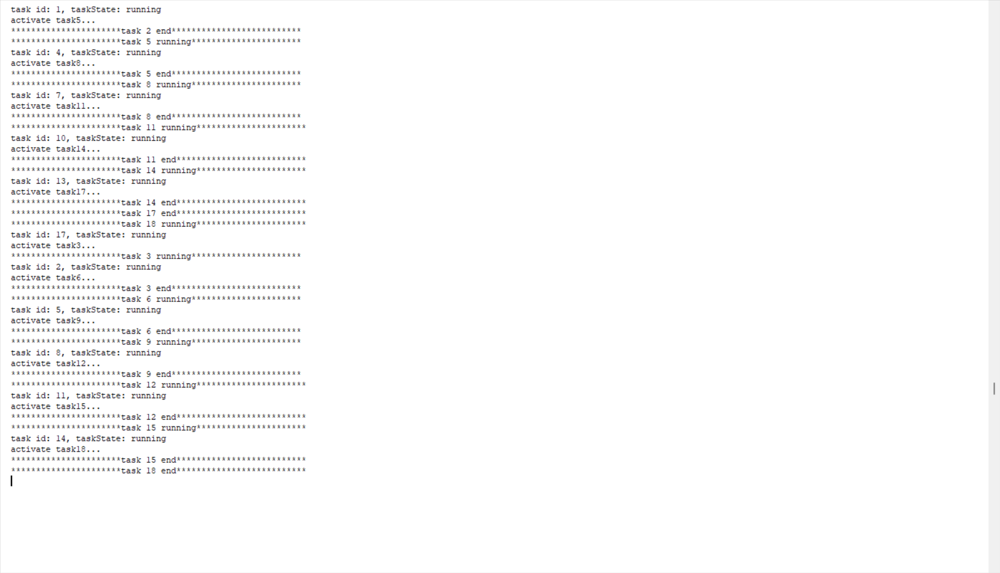 task id: 1, taskState: running
activate task5...
**********************task 2 end**************************
**********************task 5 running**********************
task id: 4, taskState: running
activate task8...
**********************task 5 end**************************
**********************task 8 running**********************
task id: 7, taskState: running
activate task11...
**********************task 8 end**************************
**********************task 11 running**********************
task id: 10, taskState: running
activate task14...
**********************task 11 end**************************
**********************task 14 running**********************
task id: 13, taskState: running
activate task17...
**********************task 14 end**************************
**********************task 17 end**************************
**********************task 18 running**********************
task id: 17, taskState: running
activate task3...
**********************task 3 running**********************
task id: 2, taskState: running
activate task6...
**********************task 3 end**************************
**********************task 6 running**********************
task id: 5, taskState: running
activate task9...
**********************task 6 end**************************
**********************task 9 running**********************
task id: 8, taskState: running
activate task12...
**********************task 9 end**************************
**********************task 12 running**********************
task id: 11, taskState: running
activate task15...
**********************task 12 end**************************
**********************task 15 running**********************
task id: 14, taskState: running
activate task18...
**********************task 15 end**************************
**********************task 18 end**************************